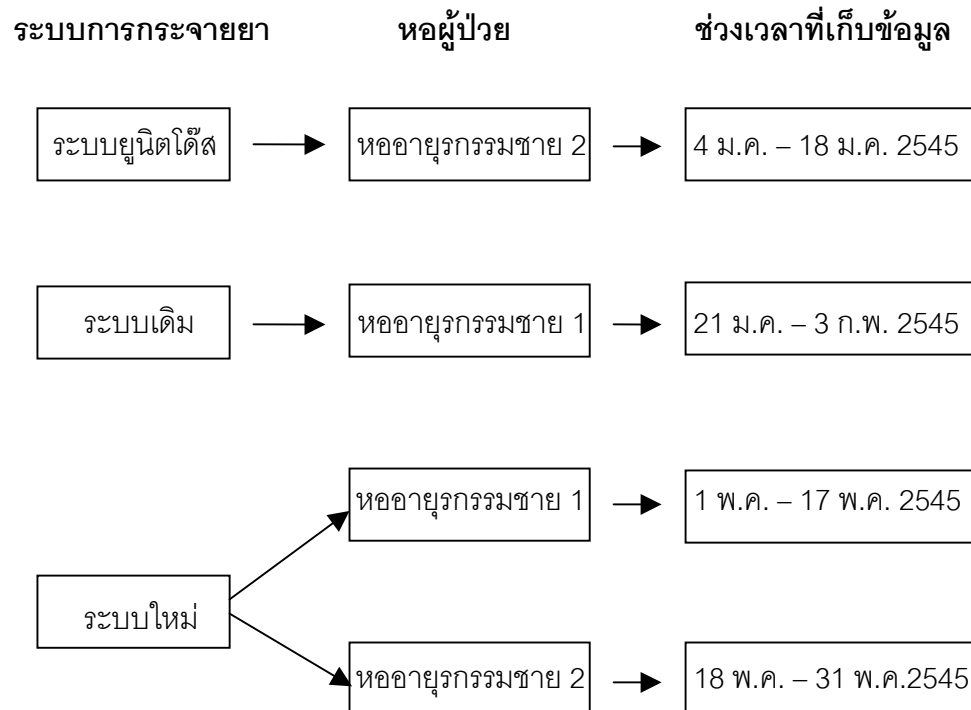 ระบบการกระจายยา หอผู้ป่วย ช่วงเวลาที่เก็บข้อมูล
ระบบยูนิตโด๊ส หออายุรกรรมชาย 2 4 ม.ค. – 18 ม.ค. 2545
ระบบเดิม หออายุรกรรมชาย 1 21 ม.ค. – 3 ก.พ. 2545
หออายุรกรรมชาย 1 1 พ.ค. – 17 พ.ค. 2545
ระบบใหม่
หออายุรกรรมชาย 2 18 พ.ค. – 31 พ.ค.2545